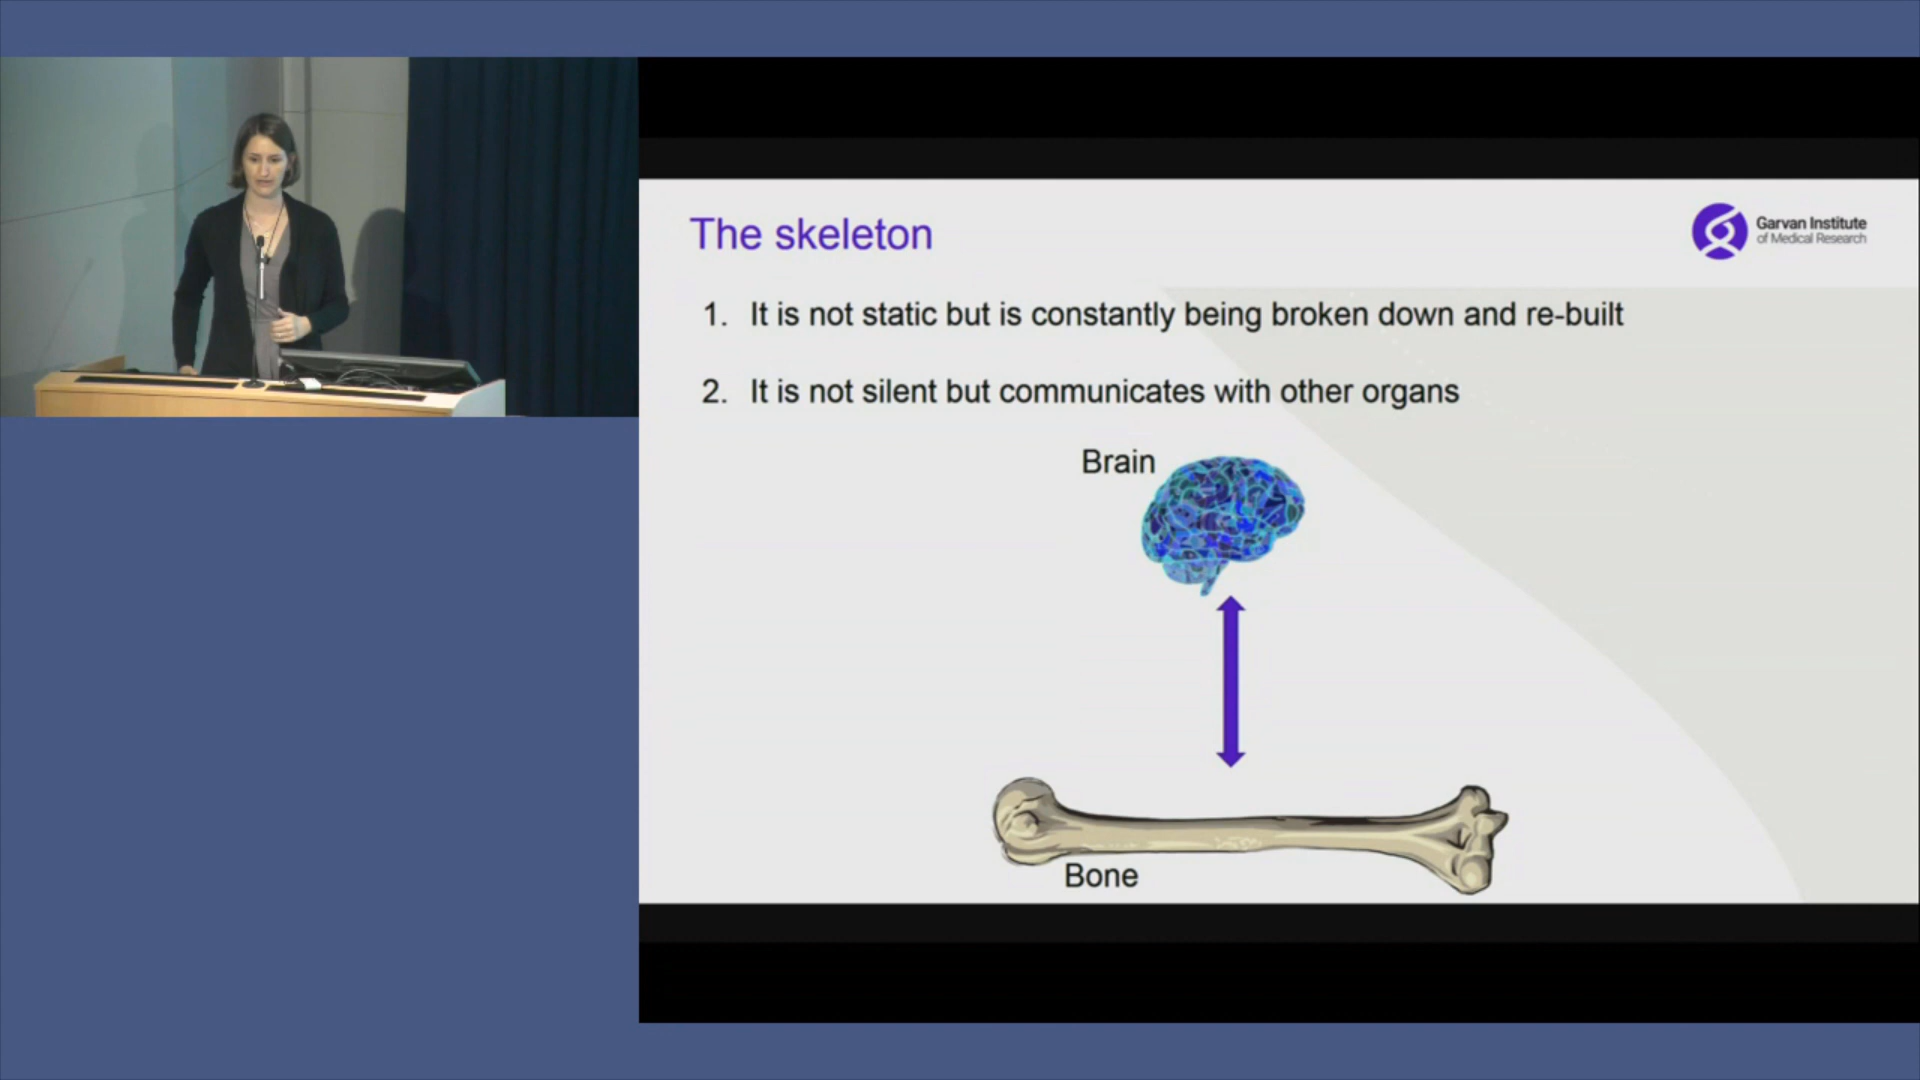 The skeleton
Garvan Institute
of Medical Research
1. It is not static but is constantly being broken down and re-built
2. It is not silent but communicates with other organs
Brain
Bone